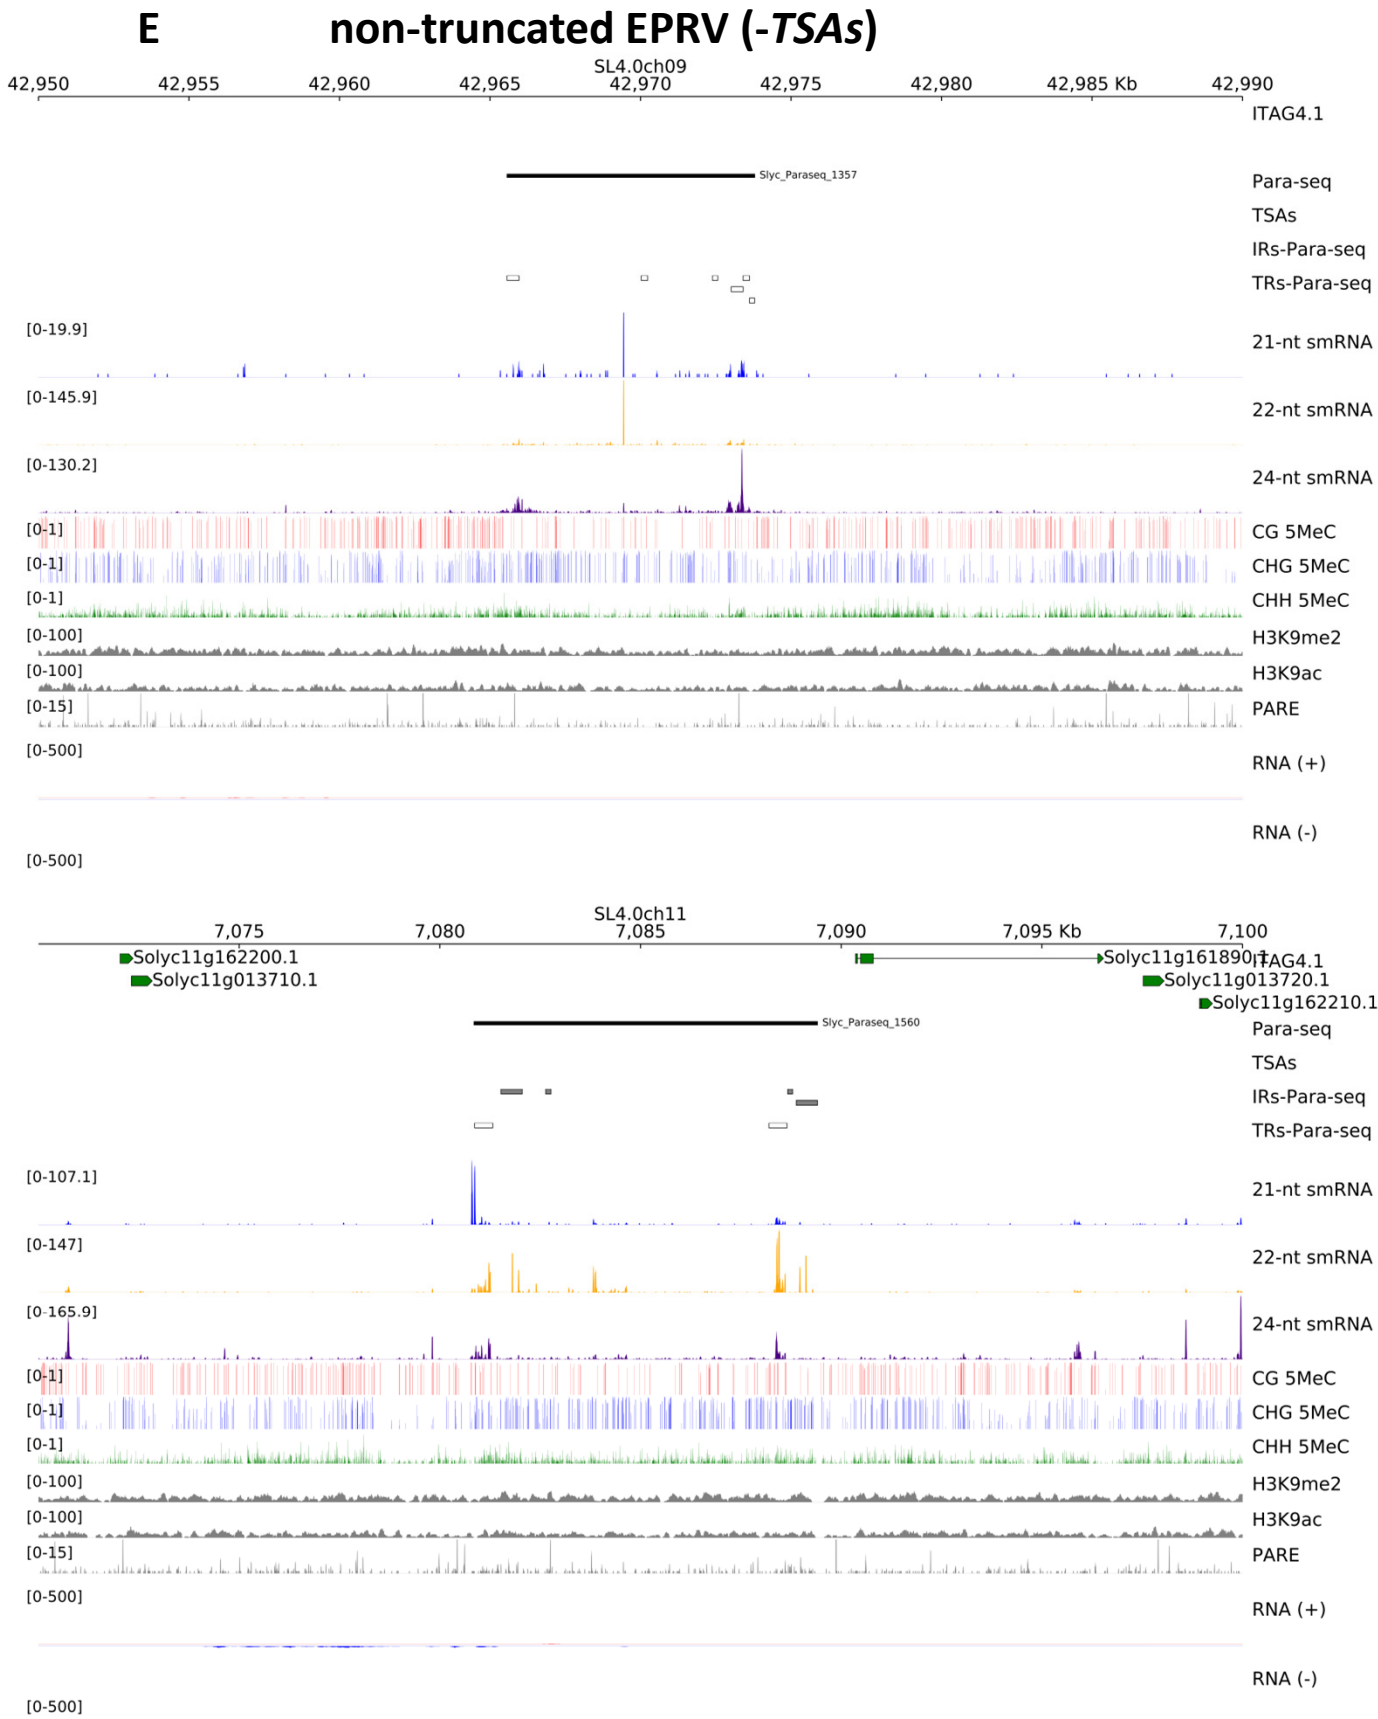 E non-truncated EPRV (-TSAs)
SL4.0ch09
42,950 42,955 42,960 42,965 42,970 42,975 42,980 42,985 Kb 42,990
ITAG4.1
Slyc_Paraseq_1357
Para-seq
TSAs
IRs-Para-seq
TRs-Para-seq
[0-19.9] 21-nt smRNA
[0-145.9] 22-nt smRNA
[0-130.2] 24-nt smRNA
[0-1] CG 5MeC
[0-1] CHG 5MeC
[0-1] CHH 5MeC
[0-100] H3K9me2
[0-100] H3K9ac
[0-15] PARE
[0-500] RNA (+)
RNA (-)
[0-500]
SL4.0ch11
7,075 7,080 7,085 7,090 7,095 Kb 7,100
Solyc11g162200.1 Solyc11g161890.1 ITAG4.1
Solyc11g013710.1 Solyc11g013720.1
Solyc11g162210.1
Slyc_Paraseq_1560
Para-seq
TSAs
IRs-Para-seq
TRs-Para-seq
[0-107.1] 21-nt smRNA
[0-147] 22-nt smRNA
[0-165.9] 24-nt smRNA
[0-1] CG 5MeC
[0-1] CHG 5MeC
[0-1] CHH 5MeC
[0-100] H3K9me2
[0-100] H3K9ac
[0-15] PARE
[0-500] RNA (+)
RNA (-)
[0-500]